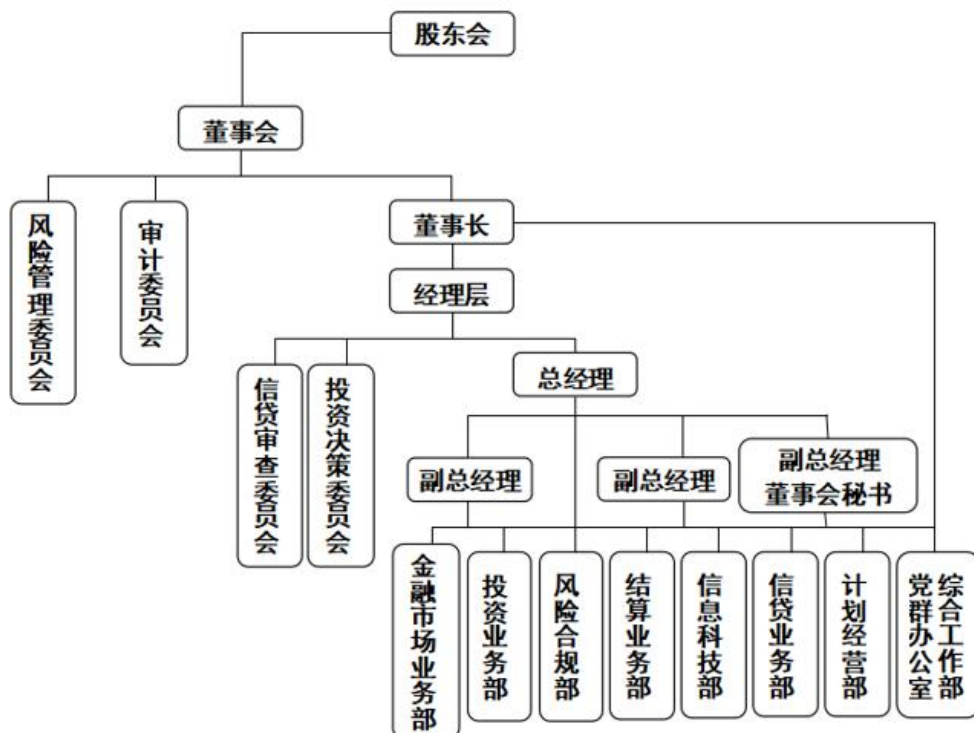 股东会
董事会
风险管理委员会
审计委员会
董事长
经理层
信贷审查委员会
投资决策委员会
总经理
副总经理
副总经理
副总经理
董事会秘书
金融市场业务部
投资业务部
风险合规部
结算业务部
信息科技部
信贷业务部
计划经营部
综合工作部
党群办公室